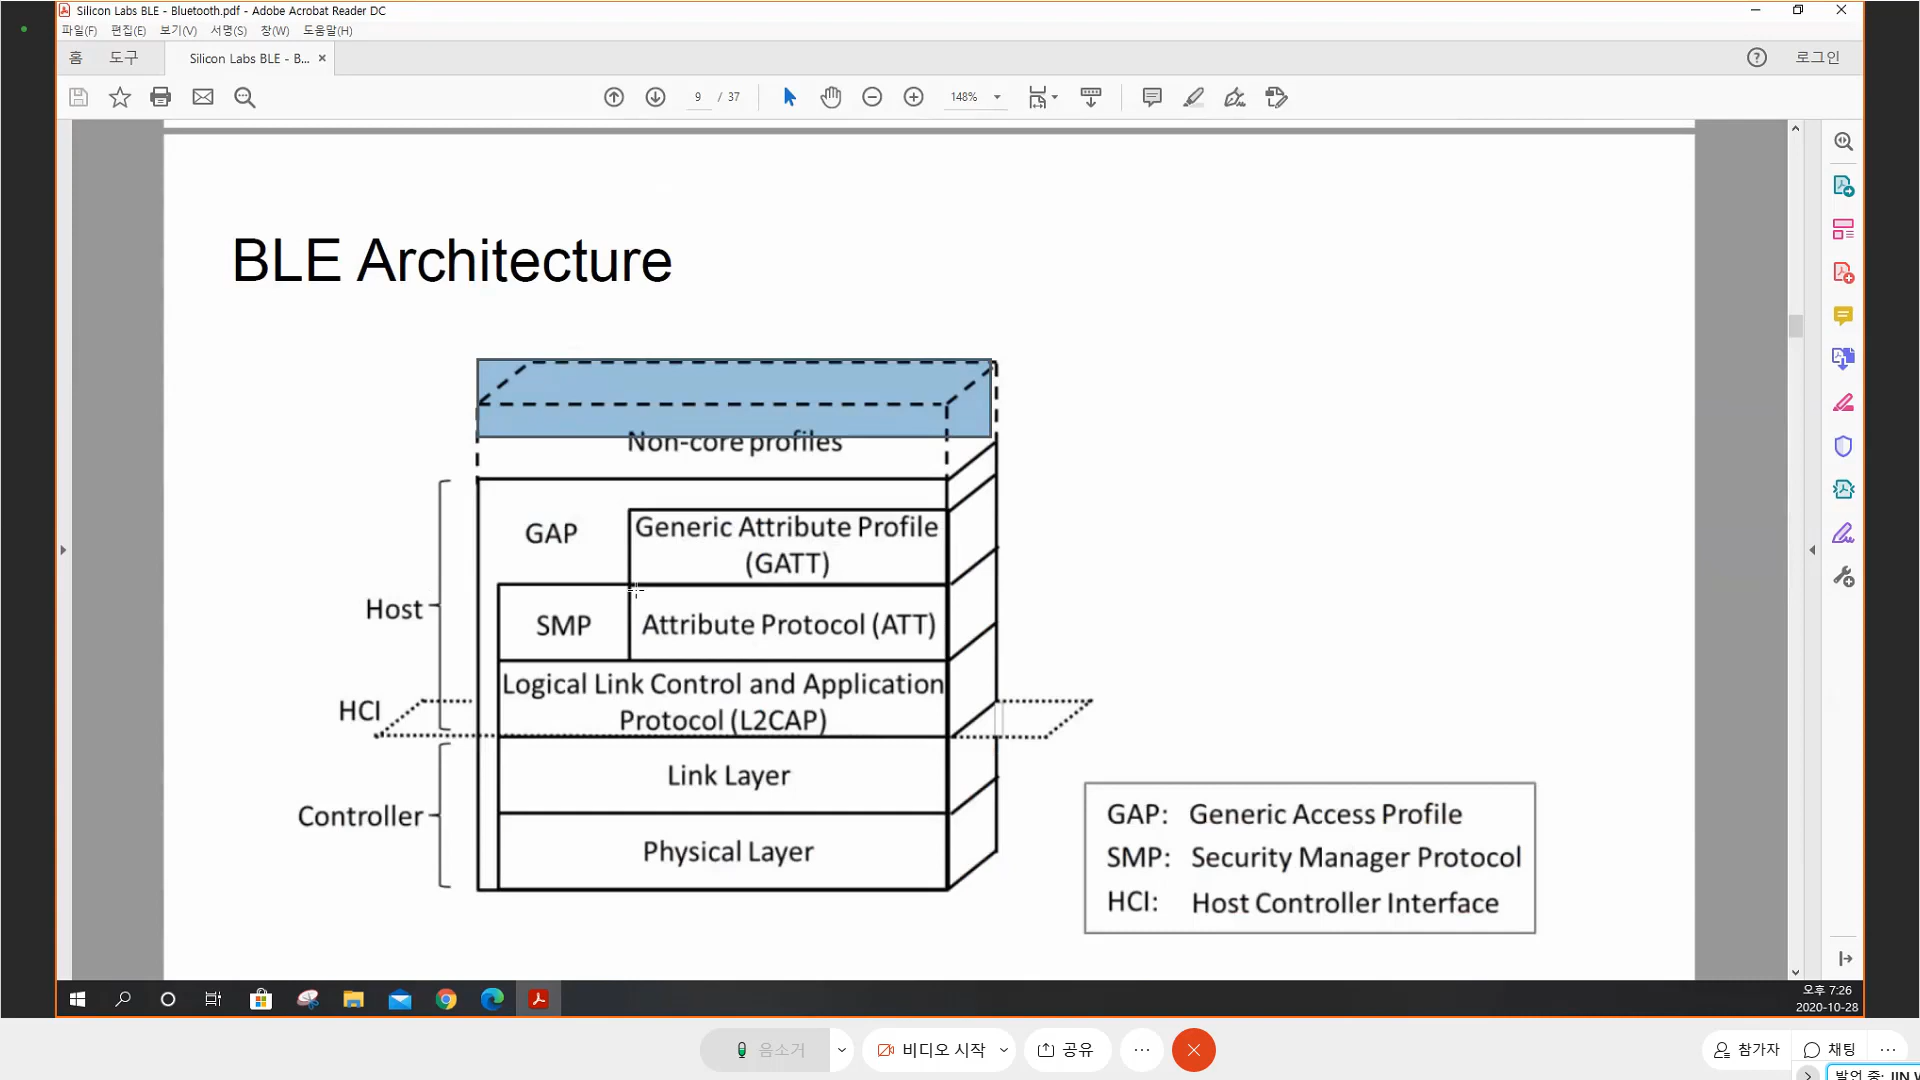 Silicon Labs BLE - Bluetooth.pdf - Adobe Acrobat Reader DC
파일(F) 편집(E) 보기(V) 서명(S) 창(W) 도움말(H)
홈 도구 Silicon Labs BLE - B... × 로그인
9 / 37 148%
BLE Architecture
Non-core profiles
GAP
Generic Attribute Profile
(GATT)
Host
SMP
Attribute Protocol (ATT)
Logical Link Control and Application
Protocol (L2CAP)
HCI
Link Layer
Controller
Physical Layer
GAP: Generic Access Profile
SMP: Security Manager Protocol
HCI: Host Controller Interface
오후 7:26
2020-10-28
음소거 비디오 시작 공유 ... 참가자 채팅 ...
발언 중: JIN